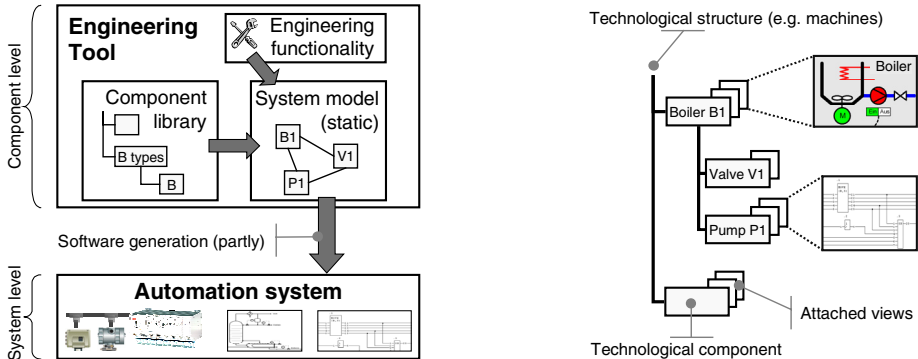 Component level
Engineering
Tool
Engineering
functionality
Component
library
B types
B
System model
(static)
B1
V1
P1
Software generation (partly)
System level
Automation system
Technological structure (e.g. machines)
Boiler B1
Boiler
M
Aus
Valve V1
Pump P1
Attached views
Technological component